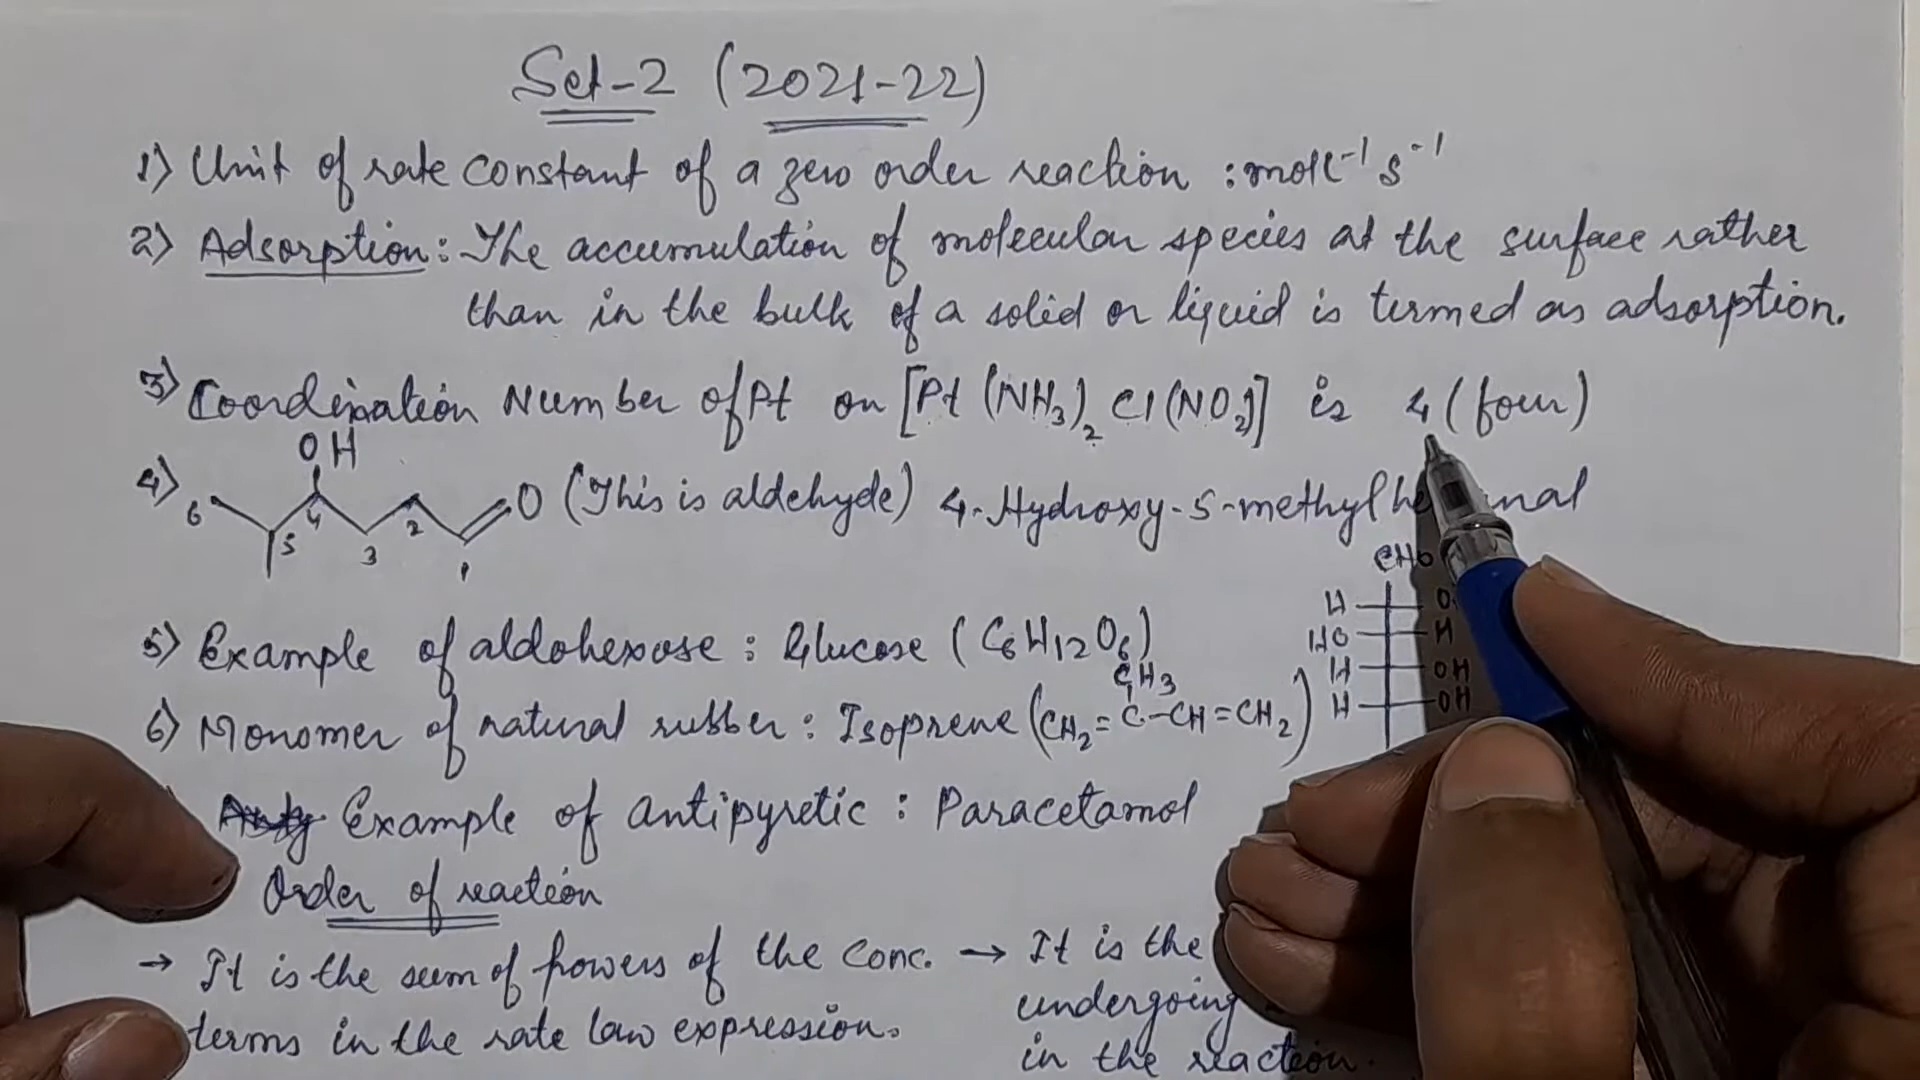 Set-2 (2021-22)
1) Unit of rate constant of a zero order reaction : mol L⁻¹ s⁻¹
2) Adsorption : The accumulation of molecular species at the surface rather
than in the bulk of a solid or liquid is termed as adsorption.
3) Coordination Number of Pt on [Pt (NH₃)₂ Cl (NO₂)] is 4 (four)
OH
4) 6 5 4 3 2 1 O (This is aldehyde) 4-Hydroxy-5-methyl
CHO
H
HO H
H OH
H OH
5) Example of aldohexose : Glucose (C₆H₁₂O₆)
CH₃
6) Monomer of natural rubber : Isoprene (CH₂=C-CH=CH₂)
Example of Antipyretic : Paracetamol
Order of reaction
→ It is the sum of powers of the conc.
terms in the rate law expression.
→ It is the
undergoing
in the reaction.